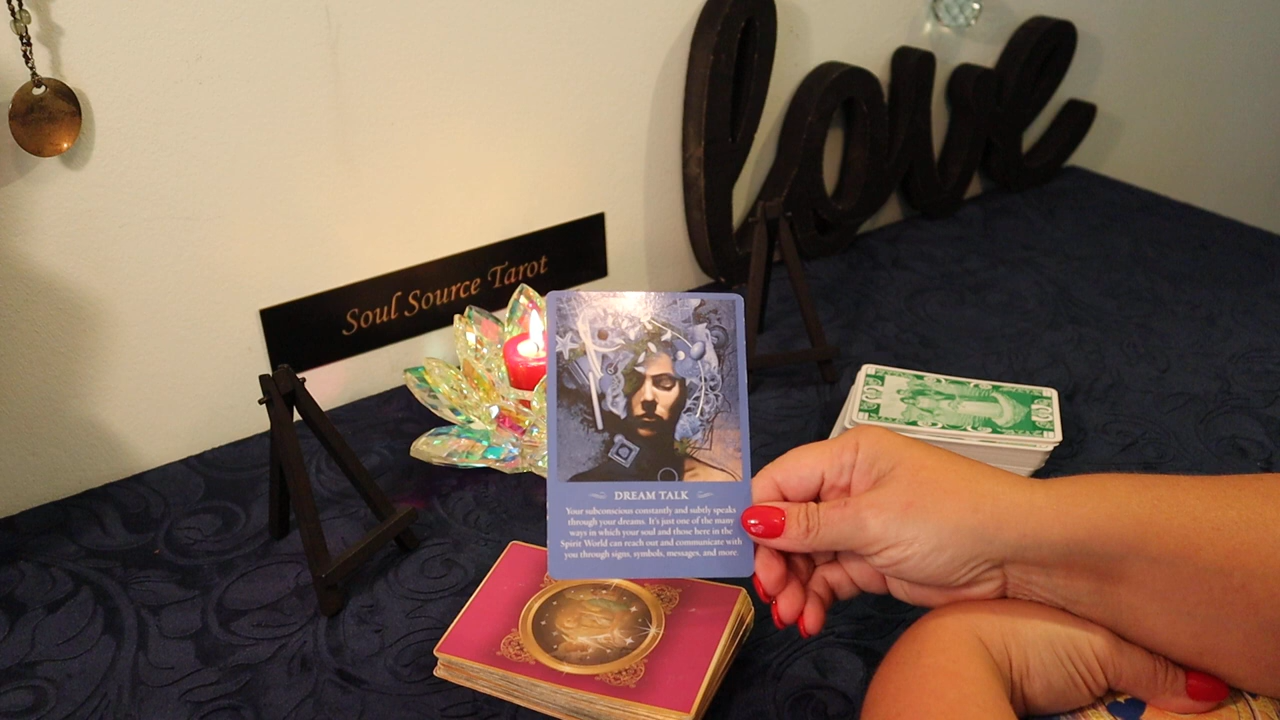 love
Soul Source Tarot
DREAM TALK
Your subconscious constantly and subtly speaks
through your dreams. It's just one of the many
ways in which your soul and those here in the
Spirit World can reach out and communicate with
you through signs, symbols, messages, and more.